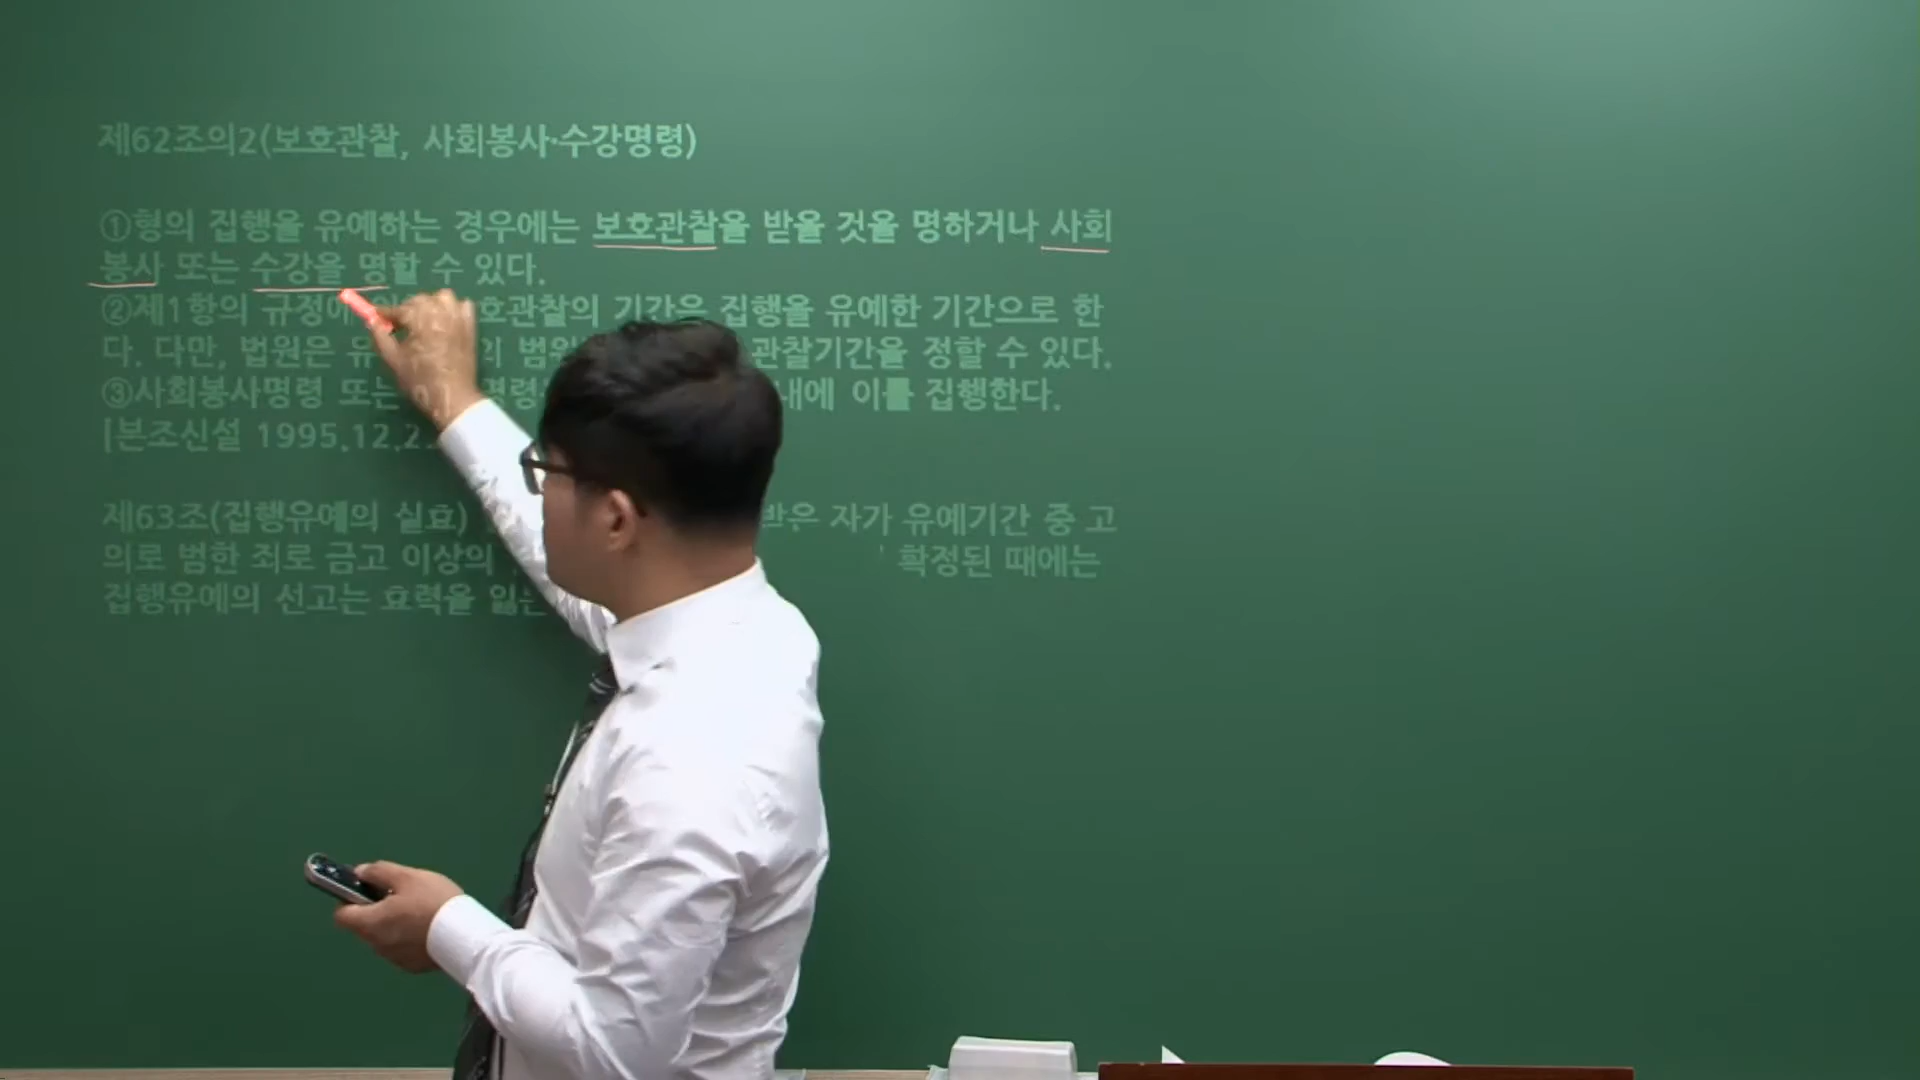 제62조의2(보호관찰, 사회봉사·수강명령)
①형의 집행을 유예하는 경우에는 보호관찰을 받을 것을 명하거나 사회
봉사 또는 수강을 명할 수 있다.
②제1항의 규정에 호관찰의 기간은 집행을 유예한 기간으로 한
다. 다만, 법원은 관찰기간을 정할 수 있다.
③사회봉사명령 또는 내에 이를 집행한다.
[본조신설 1995.12.2
제63조(집행유예의 실효) 받은 자가 유예기간 중 고
의로 범한 죄로 금고 이상의 확정된 때에는
집행유예의 선고는 효력을 잃는